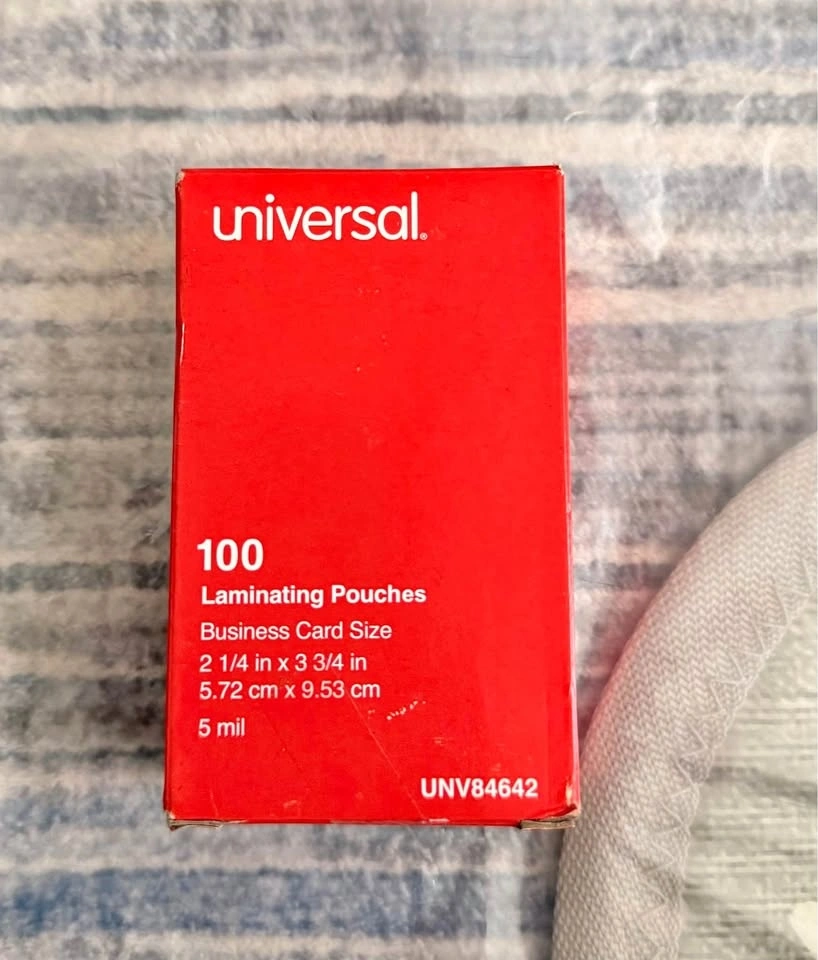 universal®
100
Laminating Pouches
Business Card Size
2 1/4 in x 3 3/4 in
5.72 cm x 9.53 cm
5 mil
UNV84642